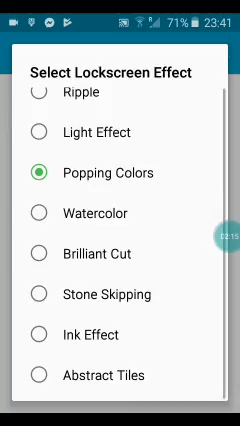 71% 23:41
Select Lockscreen Effect
Ripple
Light Effect
Popping Colors
Watercolor
02:15
Brilliant Cut
Stone Skipping
Ink Effect
Abstract Tiles